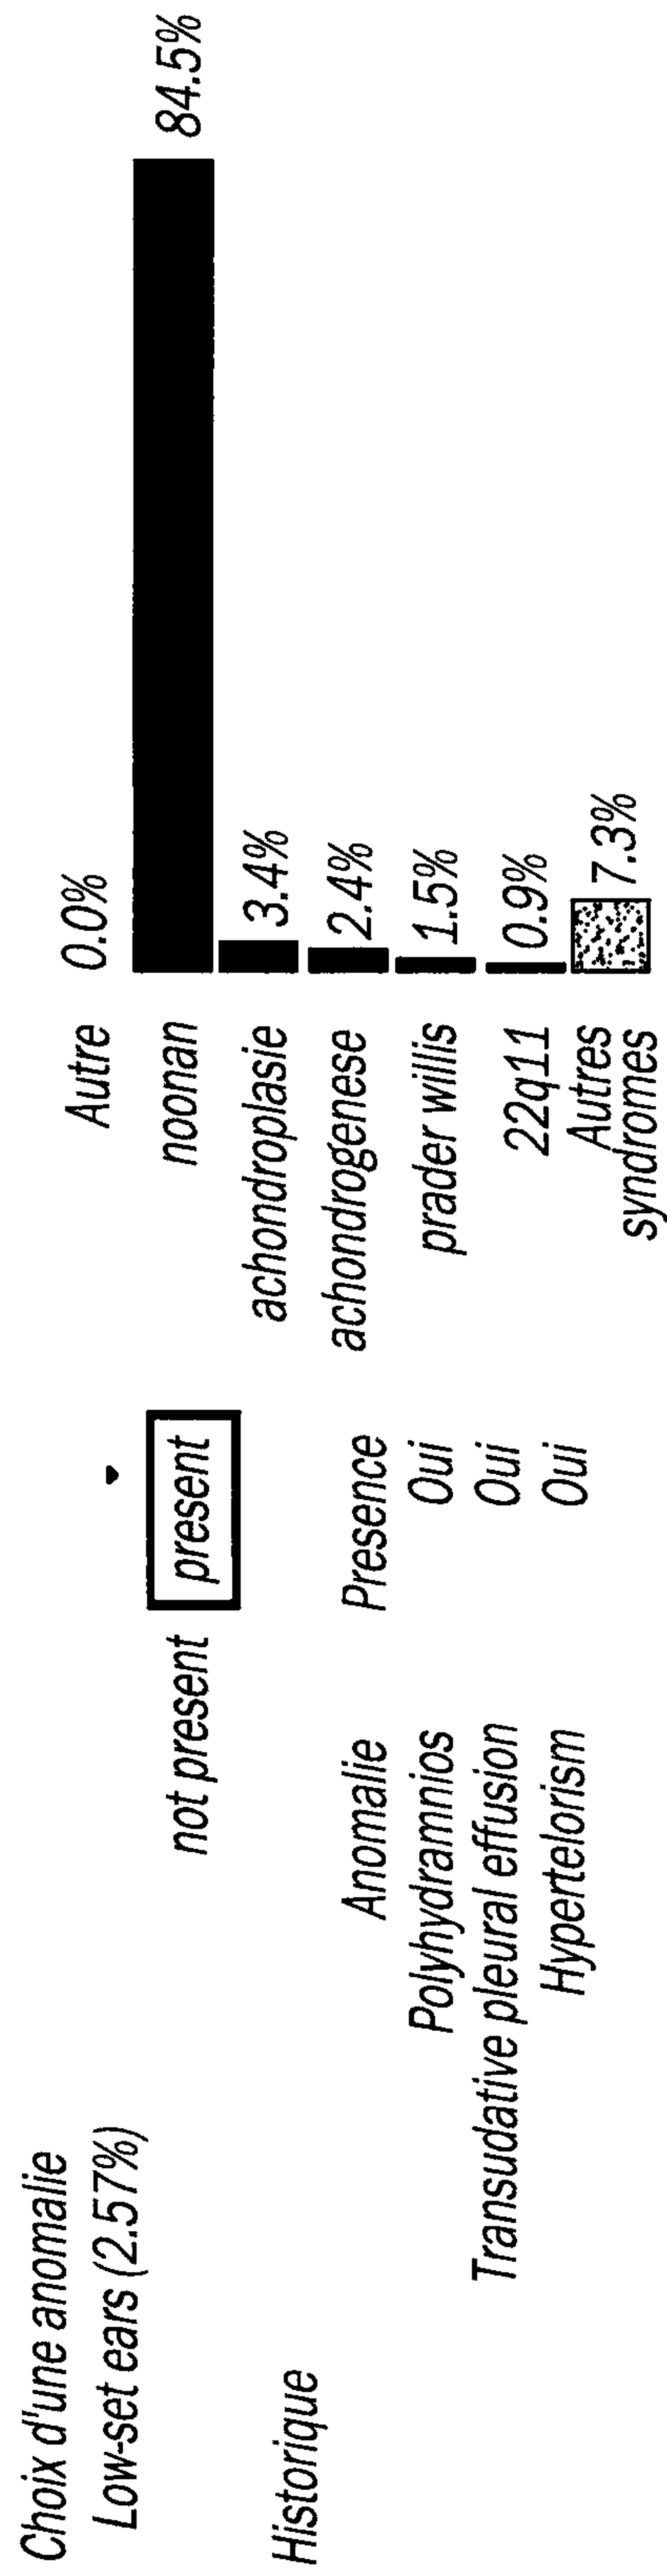 Choix d'une anomalie
Low-set ears (2.57%)
not present
present
Historique
Anomalie Presence
Polyhydramnios Oui
Transudative pleural effusion Oui
Hypertelorism Oui
Autre 0.0%
noonan 84.5%
achondroplasie 3.4%
achondrogenese 2.4%
prader willis 1.5%
22q11 0.9%
Autres
syndromes 7.3%